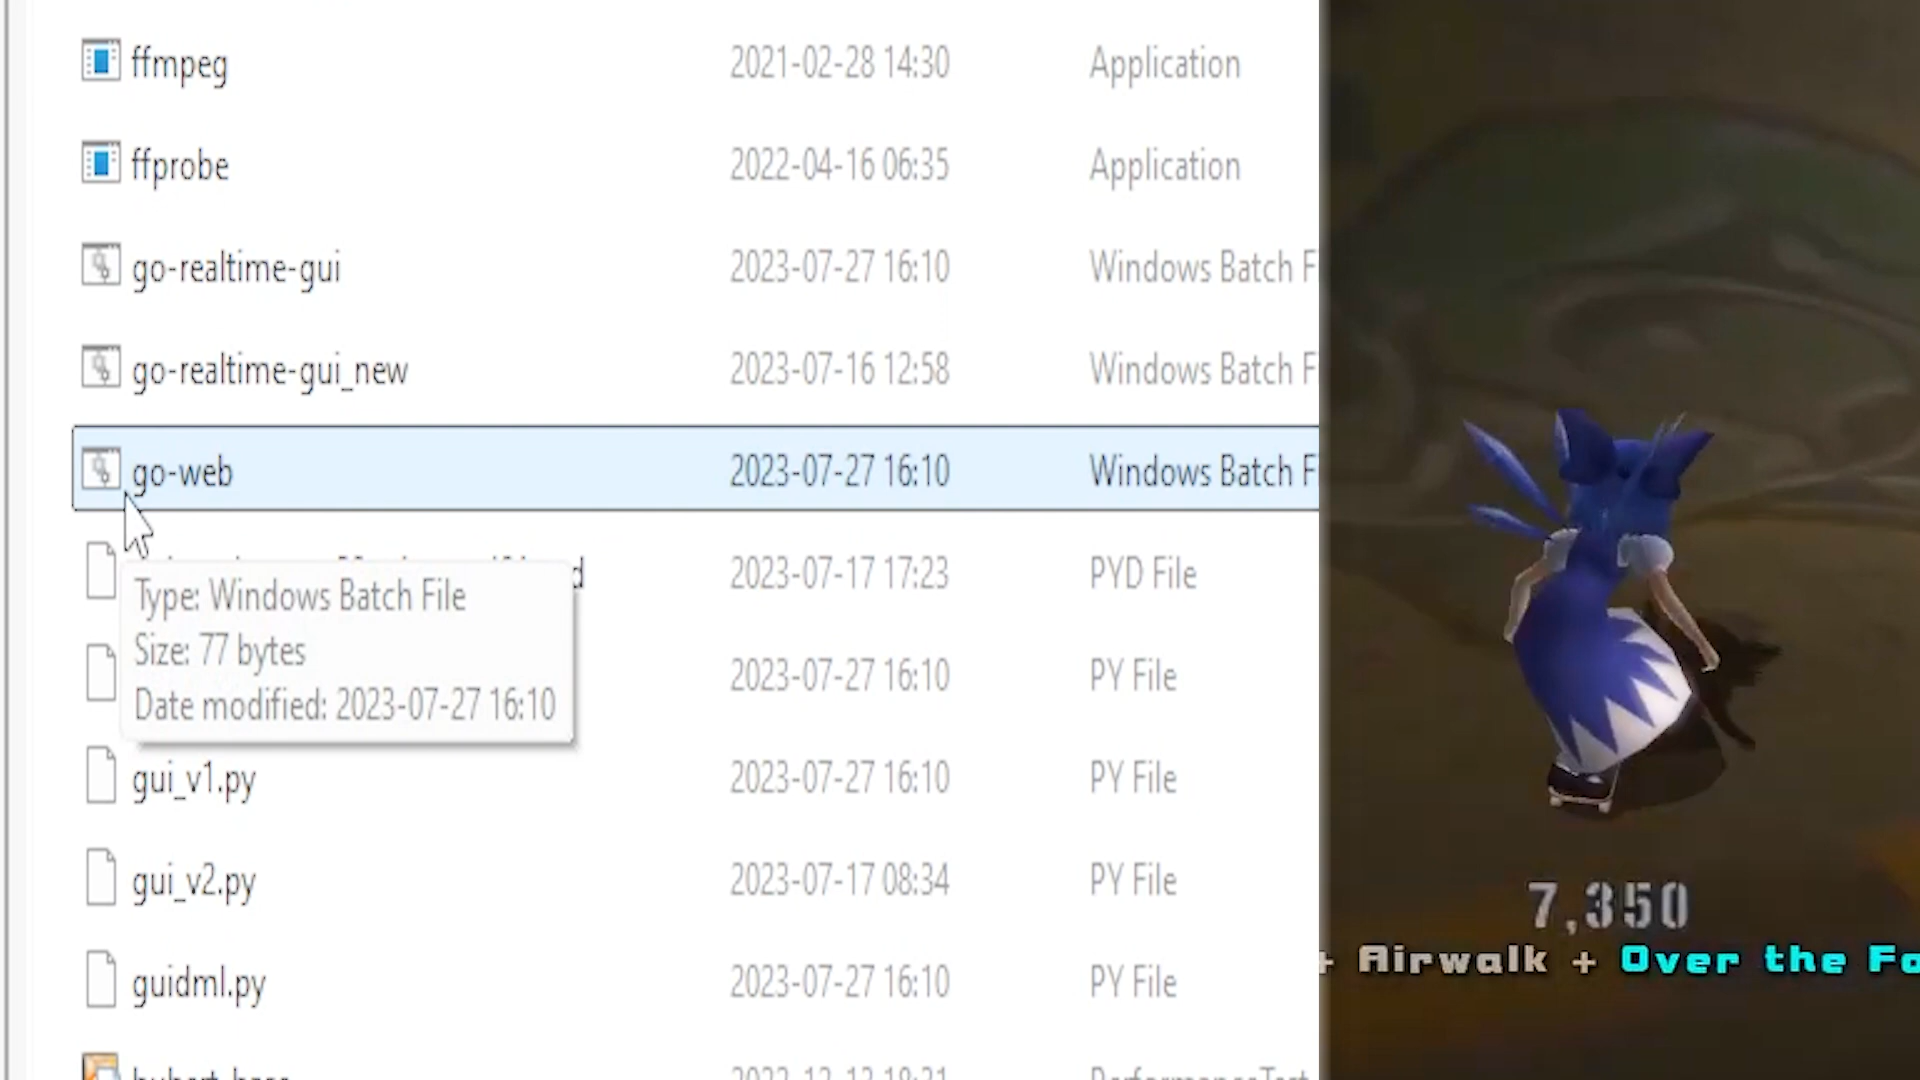 ffmpeg 2021-02-28 14:30 Application
ffprobe 2022-04-16 06:35 Application
go-realtime-gui 2023-07-27 16:10 Windows Batch F
go-realtime-gui_new 2023-07-16 12:58 Windows Batch F
go-web 2023-07-27 16:10 Windows Batch F
2023-07-17 17:23 PYD File
Type: Windows Batch File
Size: 77 bytes
Date modified: 2023-07-27 16:10
2023-07-27 16:10 PY File
gui_v1.py 2023-07-27 16:10 PY File
gui_v2.py 2023-07-17 08:34 PY File
guidml.py 2023-07-27 16:10 PY File
7,350
+ Airwalk + Over the Fa